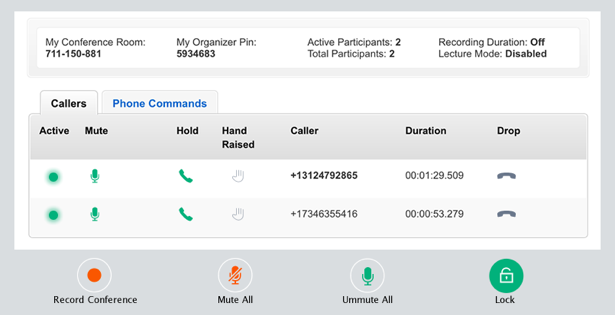 My Conference Room: My Organizer Pin: Active Participants: 2 Recording Duration: Off
711-150-881 5934683 Total Participants: 2 Lecture Mode: Disabled
Callers Phone Commands
Active Mute Hold Hand Raised Caller Duration Drop
+13124792865 00:01:29.509
+17346355416 00:00:53.279
Record Conference Mute All Ummute All Lock